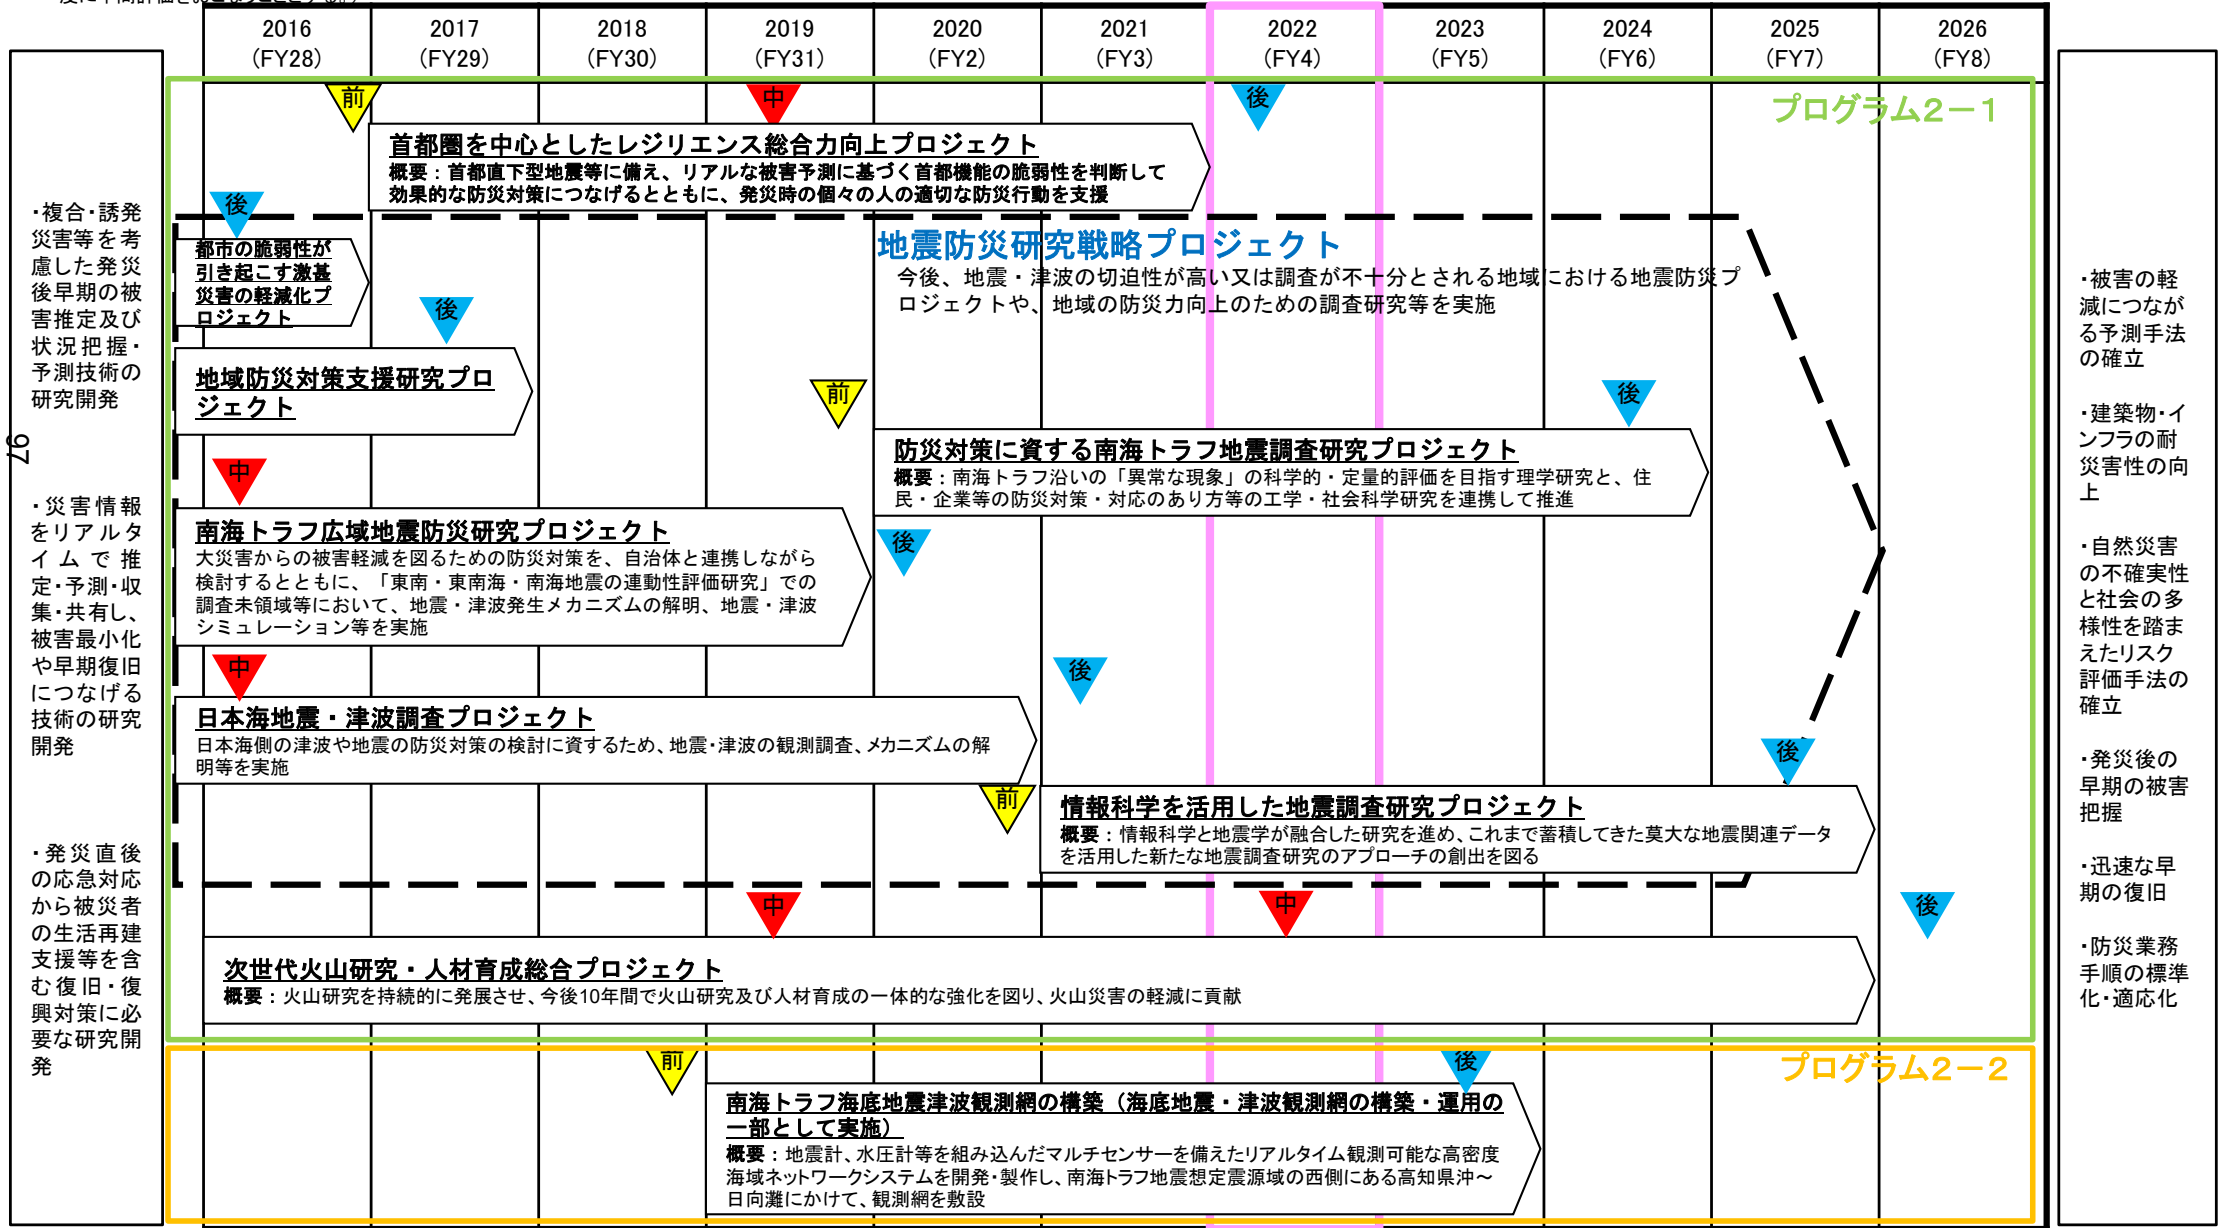 2016
(FY28)
2017
(FY29)
2018
(FY30)
2019
(FY31)
2020
(FY2)
2021
(FY3)
2022
(FY4)
2023
(FY5)
2024
(FY6)
2025
(FY7)
2026
(FY8)
・複合・誘発
災害等を考
慮した発災
後早期の被
害推定及び
状況把握・
予測技術の
研究開発
・災害情報
をリアルタ
イムで推
定・予測・収
集・共有し、
被害最小化
や早期復旧
につなげる
技術の研究
開発
・発災直後
の応急対応
から被災者
の生活再建
支援等を含
む復旧・復
興対策に必
要な研究開
発
97
プログラム2－1
前
中
後
首都圏を中心としたレジリエンス総合力向上プロジェクト
概要：首都直下型地震等に備え、リアルな被害予測に基づく首都機能の脆弱性を判断して
効果的な防災対策につなげるとともに、発災時の個々の人の適切な防災行動を支援
後
都市の脆弱性が
引き起こす激甚
災害の軽減化プ
ロジェクト
地震防災研究戦略プロジェクト
今後、地震・津波の切迫性が高い又は調査が不十分とされる地域における地震防災プ
ロジェクトや、地域の防災力向上のための調査研究等を実施
後
地域防災対策支援研究プロ
ジェクト
前
後
防災対策に資する南海トラフ地震調査研究プロジェクト
概要：南海トラフ沿いの「異常な現象」の科学的・定量的評価を目指す理学研究と、住
民・企業等の防災対策・対応のあり方等の工学・社会科学研究を連携して推進
中
南海トラフ広域地震防災研究プロジェクト
大災害からの被害軽減を図るための防災対策を、自治体と連携しながら
検討するとともに、「東南・東南海・南海地震の連動性評価研究」での
調査未領域等において、地震・津波発生メカニズムの解明、地震・津波
シミュレーション等を実施
後
中
後
日本海地震・津波調査プロジェクト
日本海側の津波や地震の防災対策の検討に資するため、地震・津波の観測調査、メカニズムの解
明等を実施
前
後
情報科学を活用した地震調査研究プロジェクト
概要：情報科学と地震学が融合した研究を進め、これまで蓄積してきた莫大な地震関連データ
を活用した新たな地震調査研究のアプローチの創出を図る
中
中
後
次世代火山研究・人材育成総合プロジェクト
概要：火山研究を持続的に発展させ、今後10年間で火山研究及び人材育成の一体的な強化を図り、火山災害の軽減に貢献
プログラム2－2
前
後
南海トラフ海底地震津波観測網の構築（海底地震・津波観測網の構築・運用の
一部として実施）
概要：地震計、水圧計等を組み込んだマルチセンサーを備えたリアルタイム観測可能な高密度
海域ネットワークシステムを開発・製作し、南海トラフ地震想定震源域の西側にある高知県沖～
日向灘にかけて、観測網を敷設
・被害の軽
減につなが
る予測手法
の確立
・建築物・イ
ンフラの耐
災害性の向
上
・自然災害
の不確実性
と社会の多
様性を踏ま
えたリスク
評価手法の
確立
・発災後の
早期の被害
把握
・迅速な早
期の復旧
・防災業務
手順の標準
化・適応化